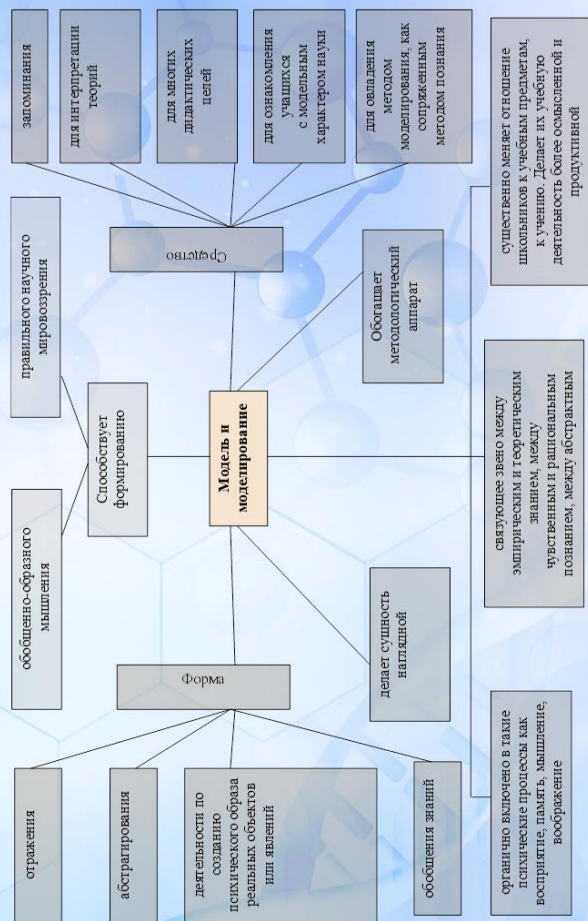 обобщенно-образного
мышления
правильного научного
мировоззрения
Способствует
формированию
отражения
абстрагирования
деятельности по
созданию
психического образа
реальных объектов
или явлений
обобщения знаний
Форма
Модель и
моделирование
Средство
запоминания
для интерпретации
теорий
для многих
дидактических
целей
для ознакомления
учащихся
с модельным
характером науки
для овладения
методом
моделирования, как
сопряженным
методом познания
делает сущность
наглядной
Обогащает
методологический
аппарат
органично включено в такие
психические процессы как
восприятие, память, мышление,
воображение
связующее звено между
эмпирическим и теоретическим
знанием, между
чувственным и рациональным
познанием, между абстрактным
существенно меняет отношение
школьников к учебным предметам,
к учению. Делает их учебную
деятельность более осмысленной и
продуктивной